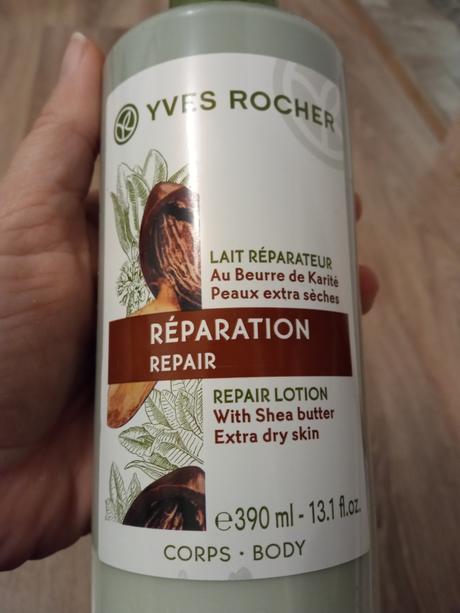 YVES ROCHER
LAIT RÉPARATEUR
Au Beurre de Karité
Peaux extra sèches
RÉPARATION
REPAIR
REPAIR LOTION
With Shea butter
Extra dry skin
℮390 ml - 13.1 fl.oz.
CORPS · BODY